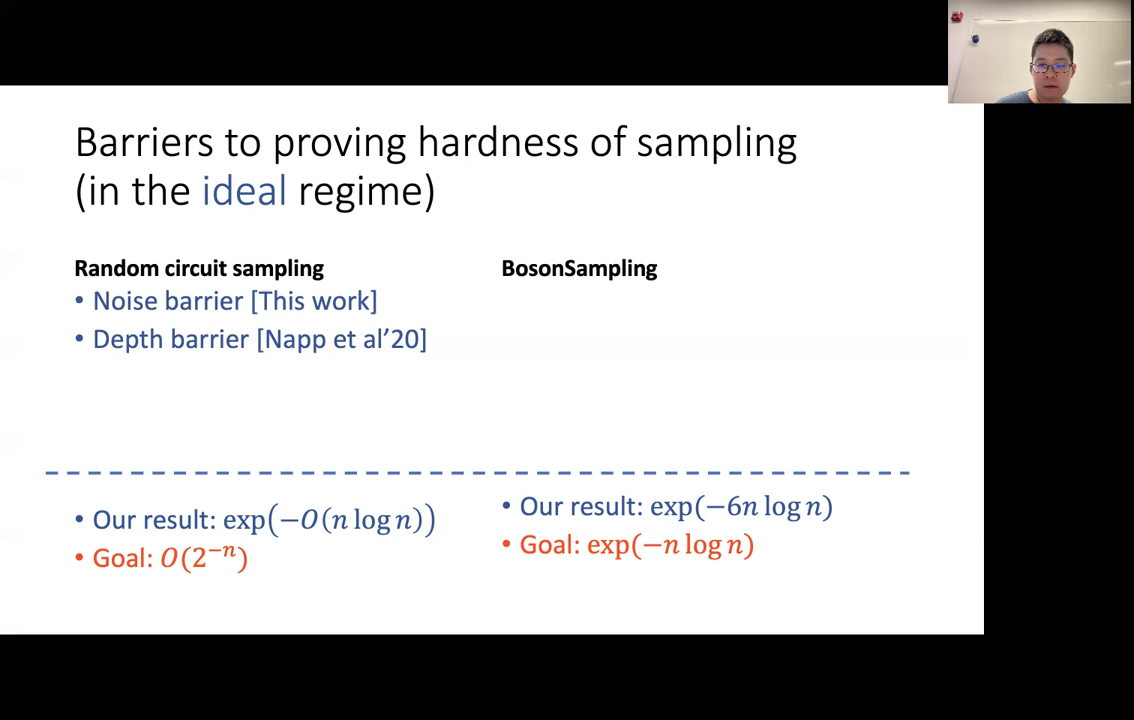 Barriers to proving hardness of sampling
(in the ideal regime)
Random circuit sampling
• Noise barrier [This work]
• Depth barrier [Napp et al’20]
BosonSampling
• Our result: exp(−O(n log n))
• Goal: O(2⁻ⁿ)
• Our result: exp(−6n log n)
• Goal: exp(−n log n)